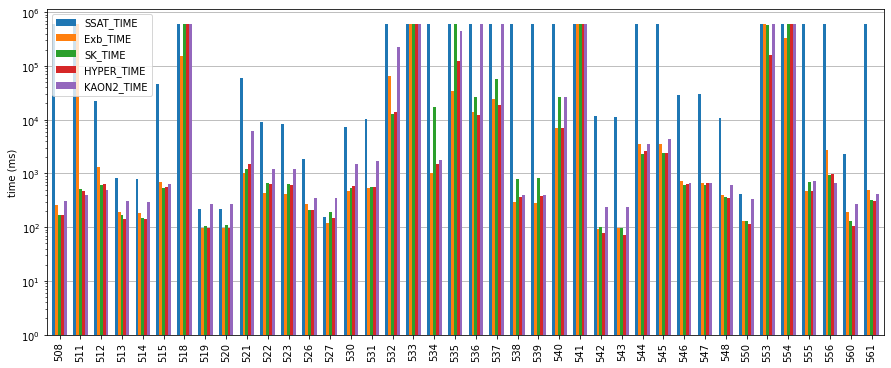 10⁶
10⁵
10⁴
10³
10²
10¹
10⁰
time (ms)
SSAT_TIME
Exb_TIME
SK_TIME
HYPER_TIME
KAON2_TIME
508 511 512 513 514 515 518 519 520 521 522 523 526 527 530 531 532 533 534 535 536 537 538 539 540 541 542 543 544 545 546 547 548 550 553 554 555 556 560 561